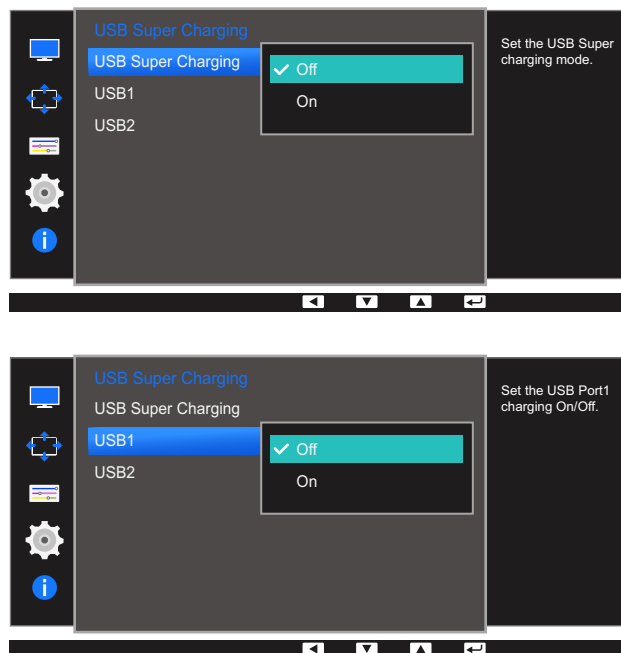 USB Super Charging
USB Super Charging
Off
Set the USB Super
charging mode.
USB1
On
USB2
USB Super Charging
USB Super Charging
Set the USB Port1
charging On/Off.
USB1
Off
USB2
On